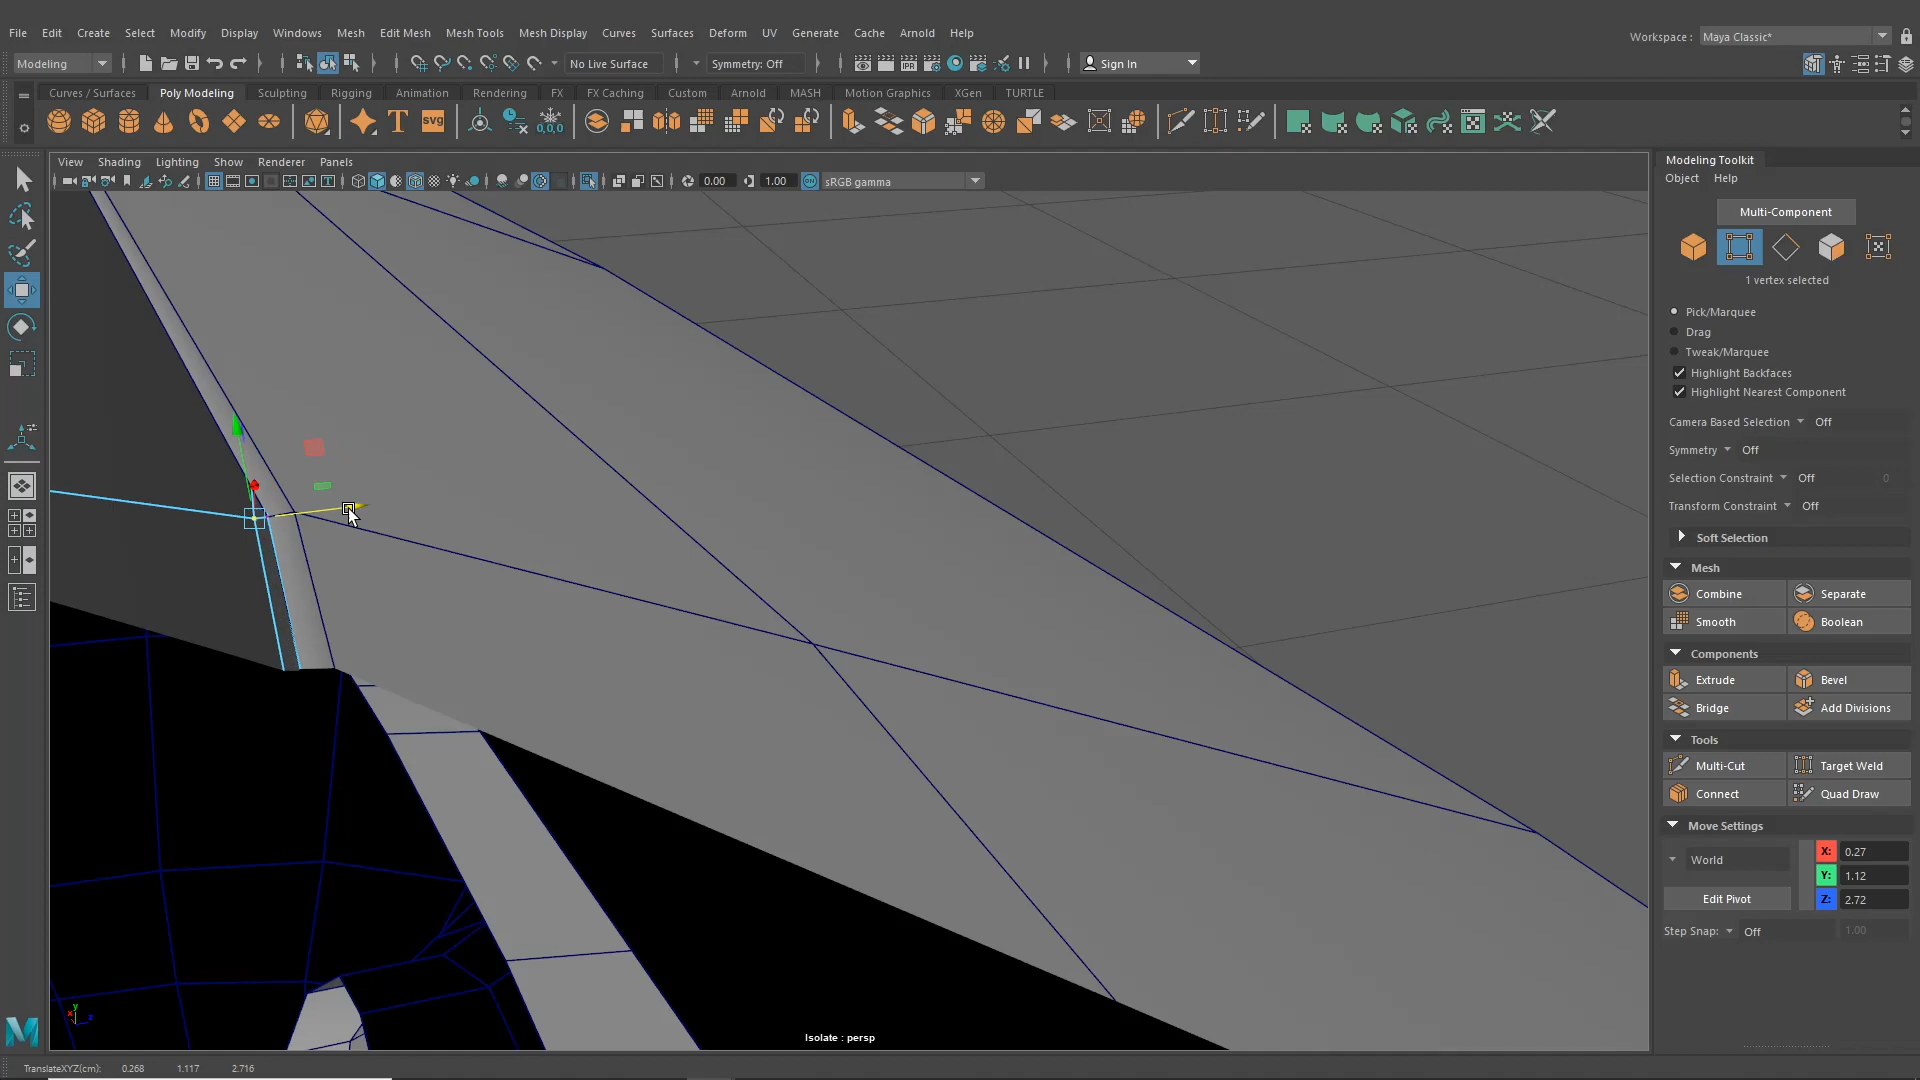 File Edit Create Select Modify Display Windows Mesh Edit Mesh Mesh Tools Mesh Display Curves Surfaces Deform UV Generate Cache Arnold Help
Workspace : Maya Classic*
Modeling No Live Surface Symmetry: Off IPR Sign In
Curves / Surfaces Poly Modeling Sculpting Rigging Animation Rendering FX FX Caching Custom Arnold MASH Motion Graphics XGen TURTLE
T svg 0,0,0
View Shading Lighting Show Renderer Panels
0.00 1.00 ON sRGB gamma
Modeling Toolkit
Object Help
Multi-Component
1 vertex selected
Pick/Marquee
Drag
Tweak/Marquee
Highlight Backfaces
Highlight Nearest Component
Camera Based Selection Off
Symmetry Off
Selection Constraint Off 0
Transform Constraint Off
Soft Selection
Mesh
Combine Separate
Smooth Boolean
Components
Extrude Bevel
Bridge Add Divisions
Tools
Multi-Cut Target Weld
Connect Quad Draw
Move Settings
World X: 0.27
Y: 1.12
Edit Pivot Z: 2.72
Step Snap: Off 1.00
y
x z
Isolate : persp
M
TranslateXYZ(cm): 0.268 1.117 2.716